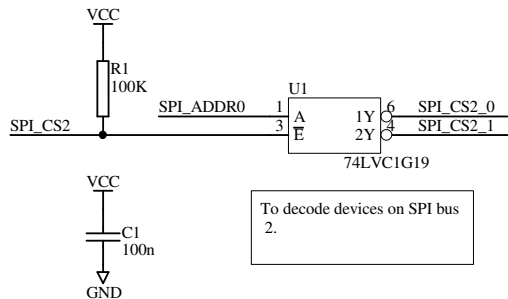 VCC
R1
100K
SPI_CS2
SPI_ADDR0
U1
1
3
A
E
1Y
2Y
6
4
SPI_CS2_0
SPI_CS2_1
74LVC1G19
VCC
C1
100n
GND
To decode devices on SPI bus
2.